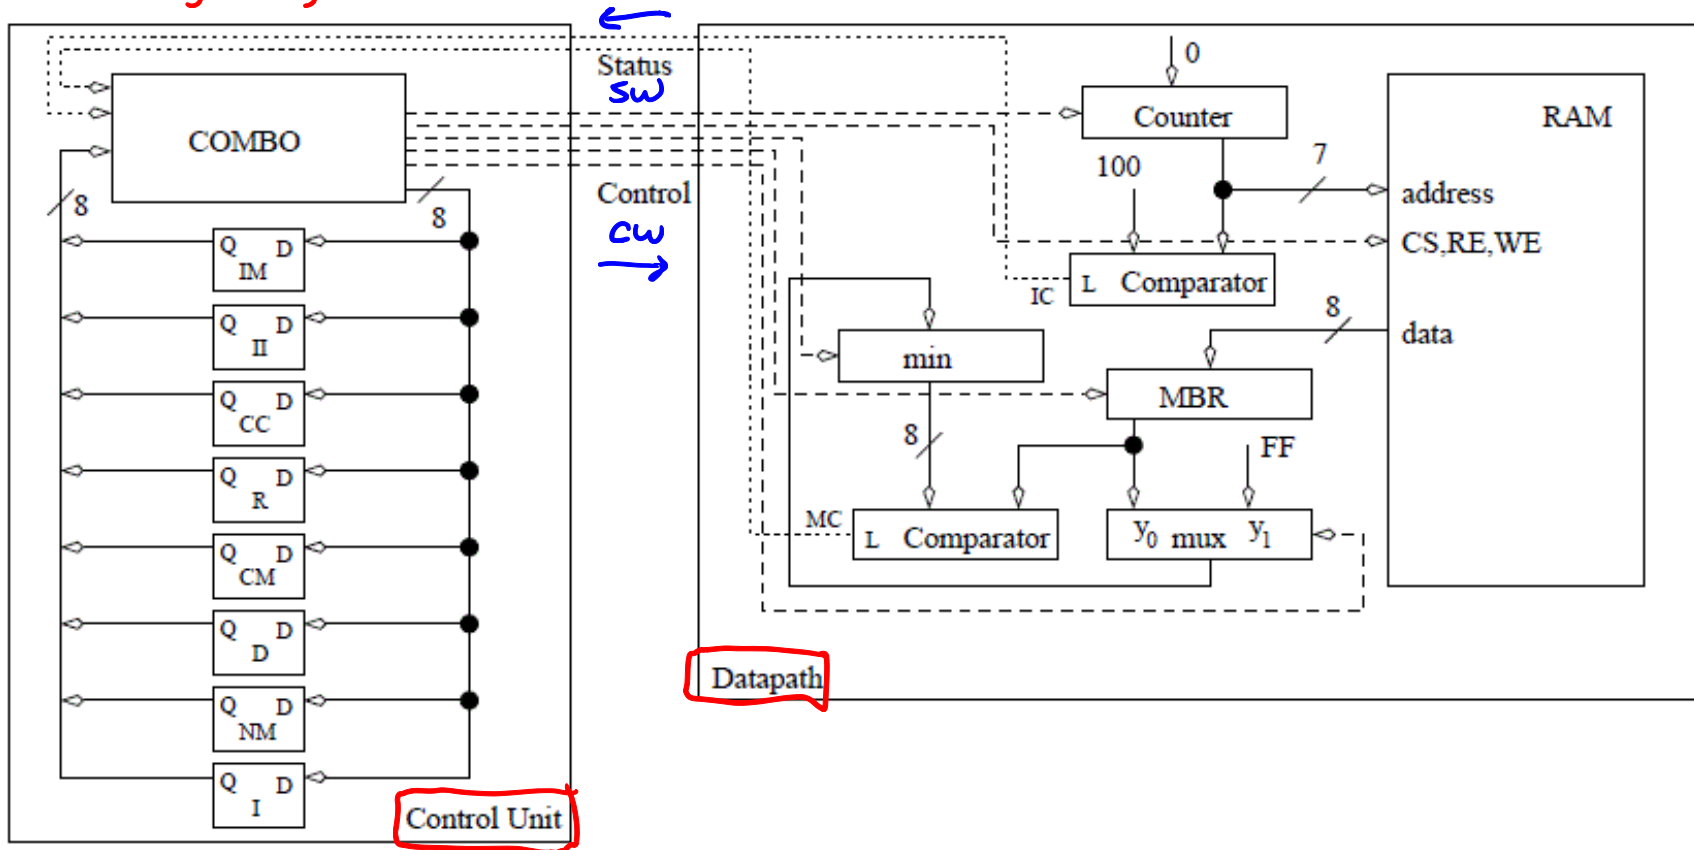 Status
SW
Control
CW
COMBO
8
8
Q D
IM
Q D
II
Q D
CC
Q D
R
Q D
CM
Q D
D
Q D
NM
Q D
I
Control Unit
0
Counter
RAM
100
7
address
CS,RE,WE
IC
L Comparator
8
data
min
MBR
8
FF
MC
L Comparator
y0 mux y1
Datapath